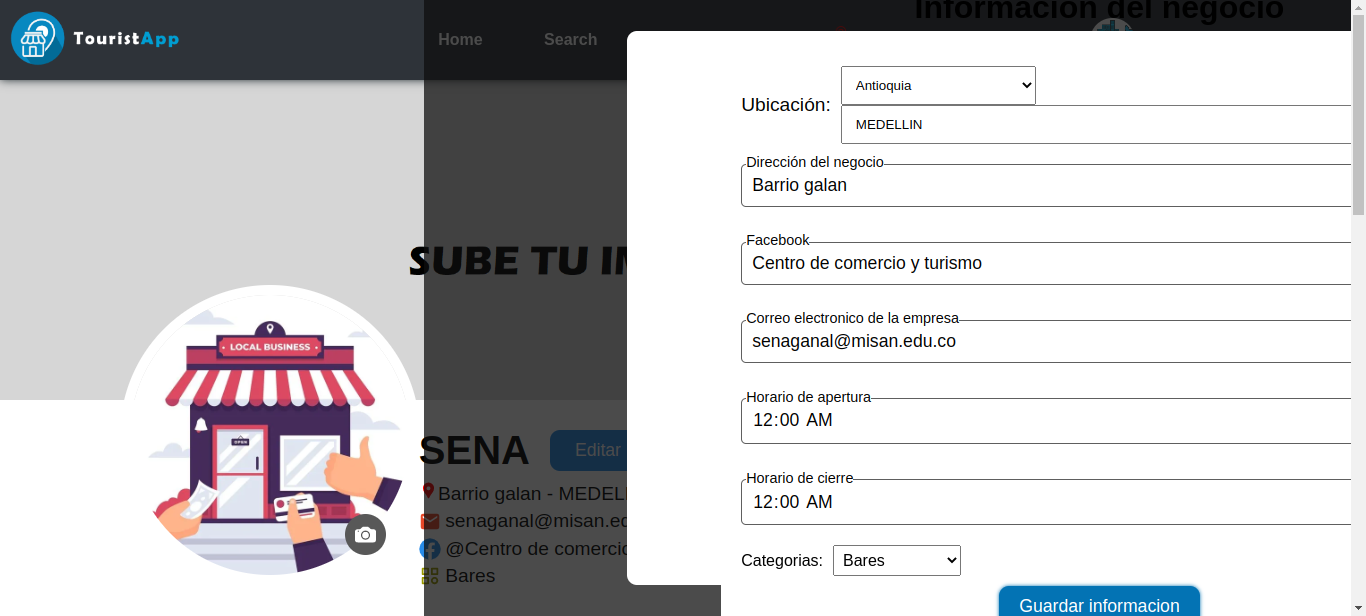 Información del negocio
TouristApp
Home
Search
Ubicación:
Antioquia
MEDELLIN
Dirección del negocio
Barrio galan
Facebook
Centro de comercio y turismo
SUBE TU IM
Correo electronico de la empresa
senaganal@misan.edu.co
LOCAL BUSINESS
OPEN
Horario de apertura
12:00 AM
SENA
Editar
Barrio galan - MEDELL
senaganal@misan.ed
@Centro de comercio
Bares
Horario de cierre
12:00 AM
Categorias:
Bares
Guardar informacion